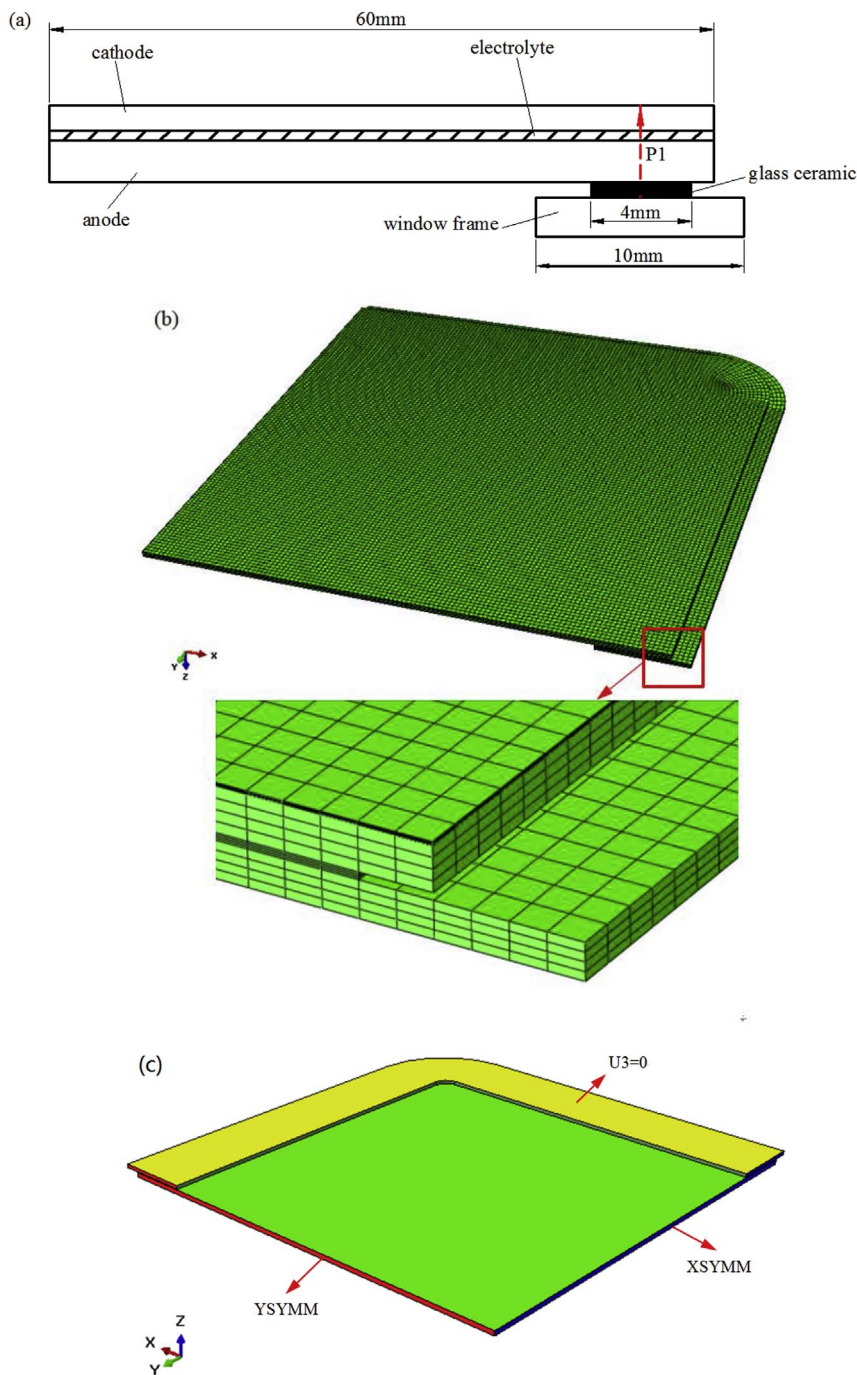 (a)
60mm
cathode
electrolyte
P1
glass ceramic
anode
window frame
4mm
10mm
(b)
X
Y
Z
(c)
U3=0
XSYMM
YSYMM
Z
X
Y